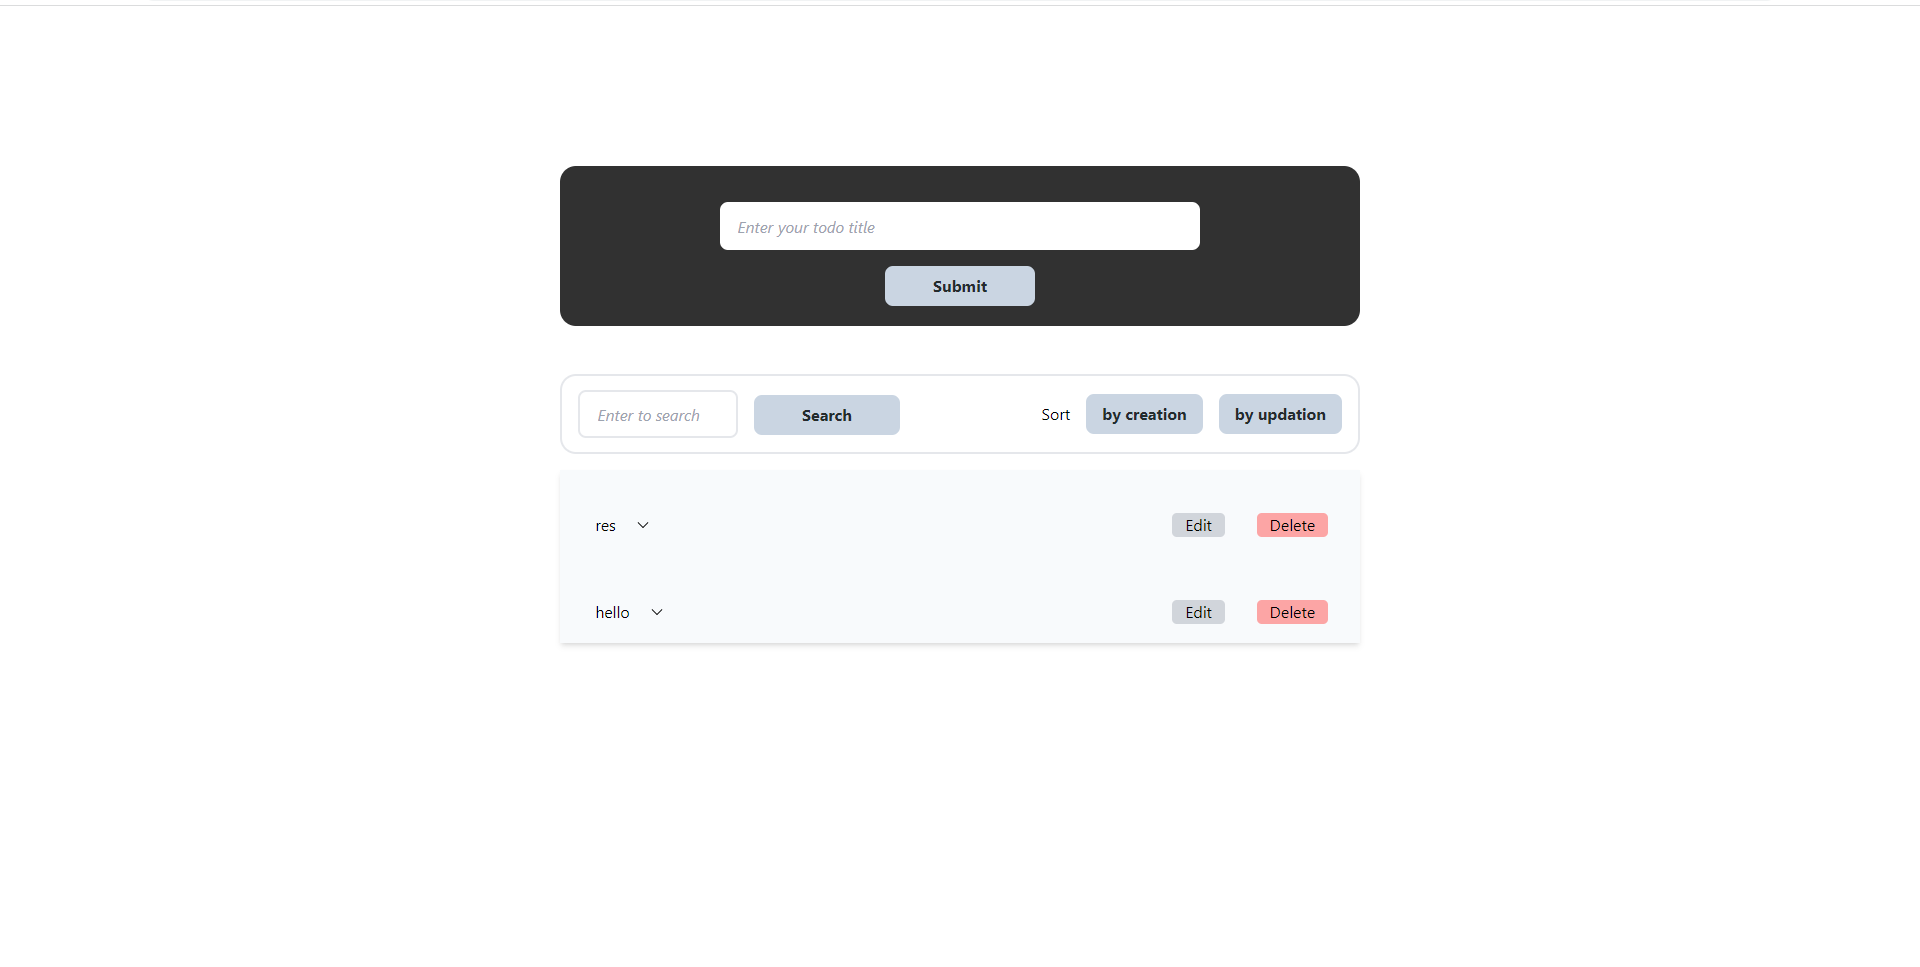 Enter your todo title
Submit
Enter to search Search Sort by creation by updation
res Edit Delete
hello Edit Delete